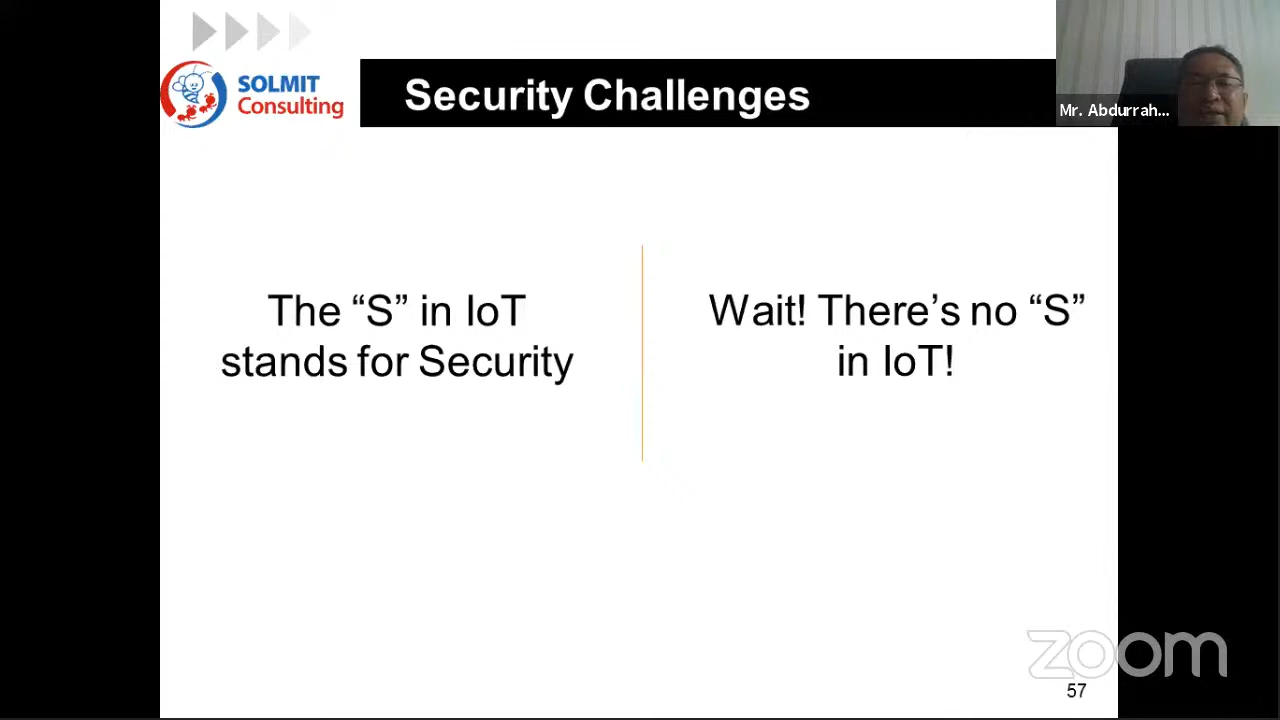 SOLMIT
Consulting
Security Challenges
Mr. Abdurrah...
The “S” in IoT
stands for Security
Wait! There’s no “S”
in IoT!
zoom
57